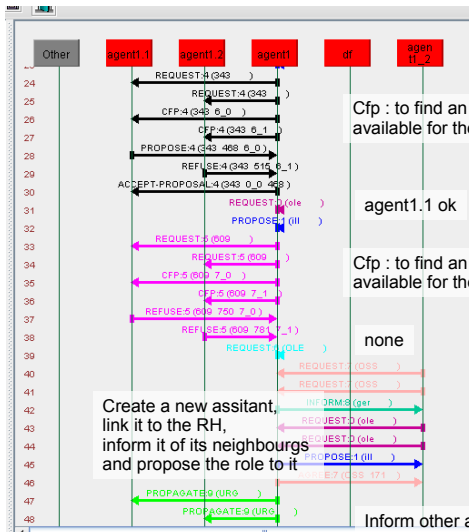 Other agent1.1 agent1.2 agent1 df agen t1_2
24 REQUEST:4 (343 )
25 REQUEST:4 (343 )
26 CFP:4 (343 6_0 )
27 CFP:4 (343 6_1 )
28 PROPOSE:4 (343 468 6_0 )
29 REFUSE:4 (343 515 6_1 )
30 ACCEPT-PROPOSAL:4 (343 0_0 468 )
31 REQUEST:0 (ole )
32 PROPOSE:1 (ill )
33 REQUEST:5 (609 )
34 REQUEST:5 (609 )
35 CFP:5 (609 7_0 )
36 CFP:5 (609 7_1 )
37 REFUSE:5 (609 750 7_0 )
38 REFUSE:5 (609 781 7_1 )
39 (OLE )
40 REQUEST:7 (OSS )
41 REQUEST:7 (OSS )
42 INFORM:8 (ger )
43 REQUEST:0 (ole )
44 REQUEST:0 (ole )
45 PROPOSE:1 (ill )
46 (OSS 171 )
47 PROPAGATE:9 (URG )
48 PROPAGATE:9 (URG )
Cfp : to find an
available for the
agent1.1 ok
Cfp : to find an
available for the
none
Create a new assitant,
link it to the RH,
inform it of its neighbourgs
and propose the role to it
Inform other